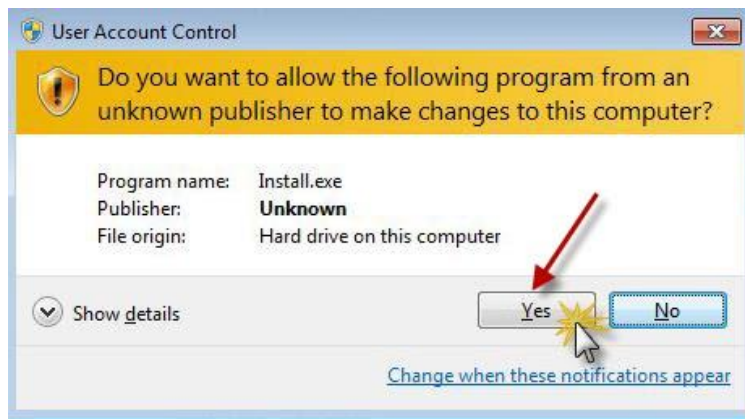 User Account Control
Do you want to allow the following program from an
unknown publisher to make changes to this computer?
Program name: Install.exe
Publisher: Unknown
File origin: Hard drive on this computer
Show details
Yes No
Change when these notifications appear